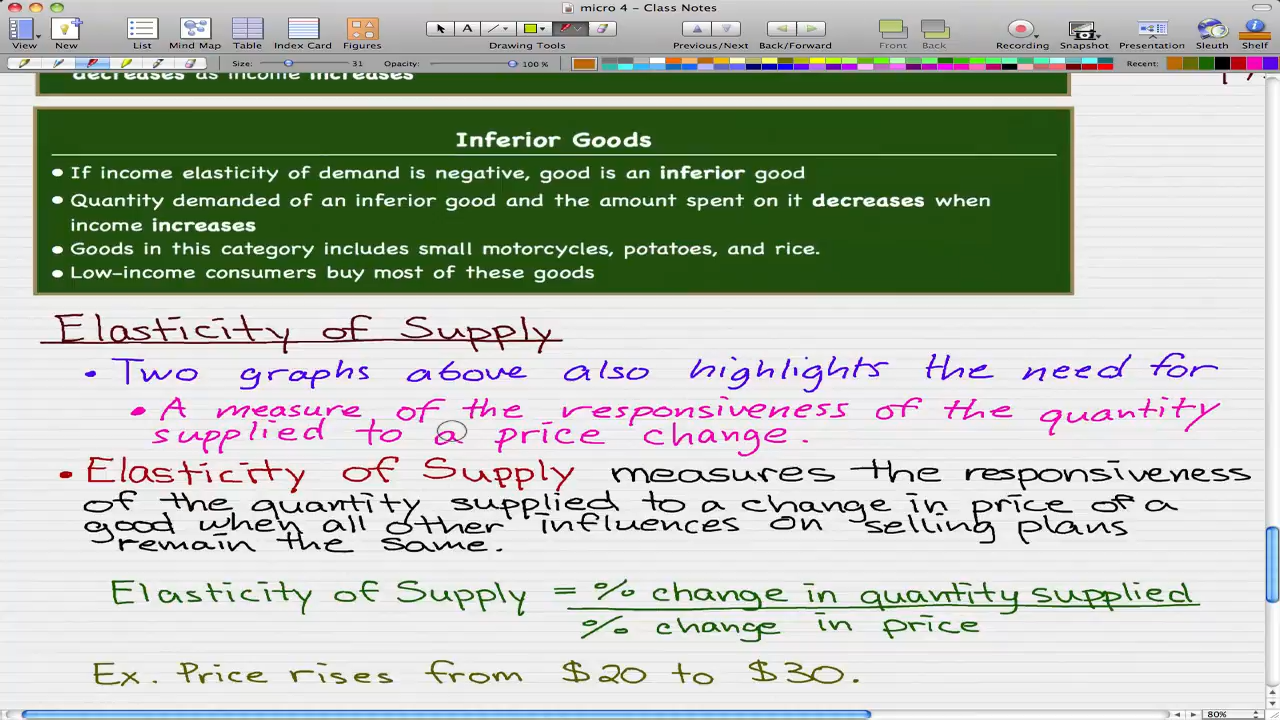 micro 4 - Class Notes
View New List Mind Map Table Index Card Figures Drawing Tools Previous/Next Back/Forward Front Back Recording Snapshot Presentation Sleuth Shelf
Size: 31 Opacity: 100 % Recent:
decreases as income increases
Inferior Goods
● If income elasticity of demand is negative, good is an inferior good
● Quantity demanded of an inferior good and the amount spent on it decreases when
income increases
● Goods in this category includes small motorcycles, potatoes, and rice.
● Low-income consumers buy most of these goods
Elasticity of Supply
• Two graphs above also highlights the need for
• A measure of the responsiveness of the quantity
supplied to a price change.
• Elasticity of Supply measures the responsiveness
of the quantity supplied to a change in price of a
good when all other influences on selling plans
remain the same.
Elasticity of Supply = % change in quantity supplied
% change in price
Ex. Price rises from $20 to $30.
80%